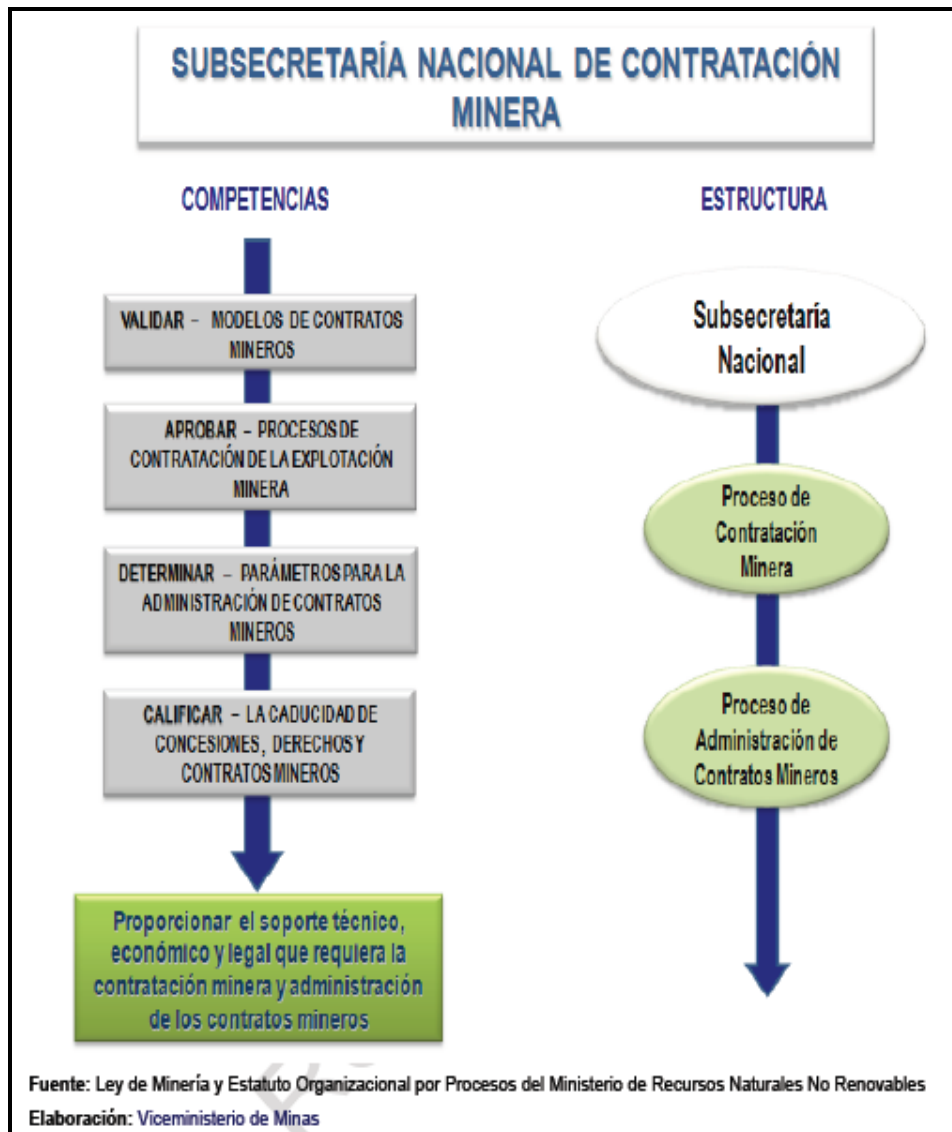 SUBSECRETARÍA NACIONAL DE CONTRATACIÓN
MINERA
COMPETENCIAS
VALIDAR – MODELOS DE CONTRATOS
MINEROS
APROBAR – PROCESOS DE
CONTRATACIÓN DE LA EXPLOTACIÓN
MINERA
DETERMINAR – PARÁMETROS PARA LA
ADMINISTRACIÓN DE CONTRATOS
MINEROS
CALIFICAR – LA CADUCIDAD DE
CONCESIONES, DERECHOS Y
CONTRATOS MINEROS
Proporcionar el soporte técnico,
económico y legal que requiera la
contratación minera y administración
de los contratos mineros
ESTRUCTURA
Subsecretaría
Nacional
Proceso de
Contratación
Minera
Proceso de
Administración de
Contratos Mineros
Fuente: Ley de Minería y Estatuto Organizacional por Procesos del Ministerio de Recursos Naturales No Renovables
Elaboración: Viceministerio de Minas